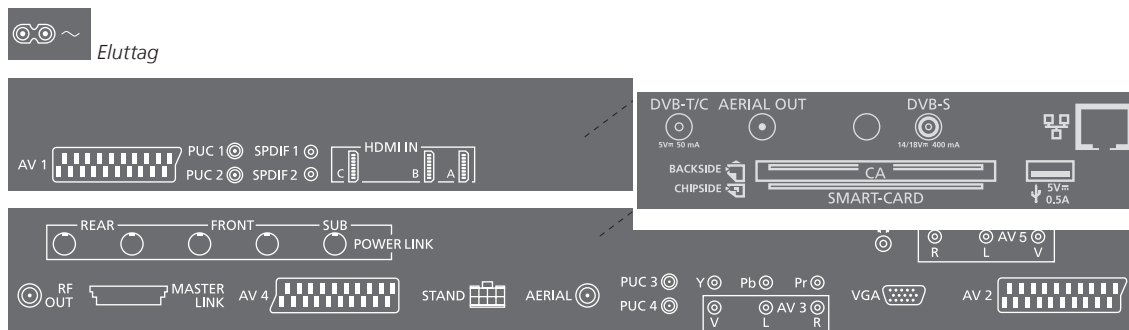 Eluttag
AV 1
PUC 1 SPDIF 1
PUC 2 SPDIF 2
HDMI IN
C B A
DVB-T/C AERIAL OUT DVB-S
5V⎓ 50 mA 14/18V⎓ 400 mA
BACKSIDE
CA
CHIPSIDE
SMART-CARD
5V⎓
0.5A
REAR FRONT SUB
POWER LINK
RF
OUT
MASTER
LINK
AV 4
STAND
AERIAL
PUC 3
PUC 4
Y Pb Pr
AV 3
V L R
VGA
AV 5
R L V
AV 2